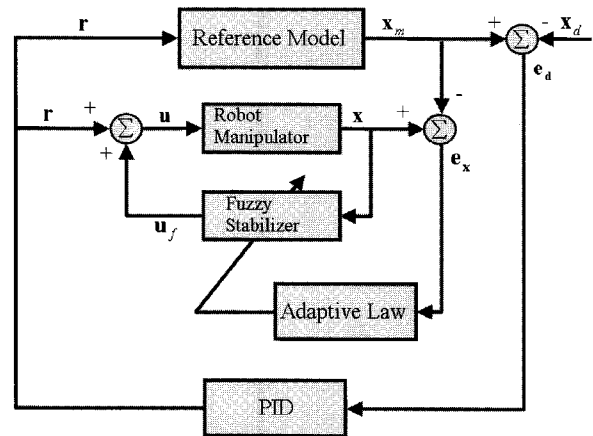 r
Reference Model
x_m
+
Σ
-
x_d
e_d
r
+
Σ
+
u
Robot
Manipulator
x
+
-
Σ
e_x
u_f
Fuzzy
Stabilizer
Adaptive Law
PID